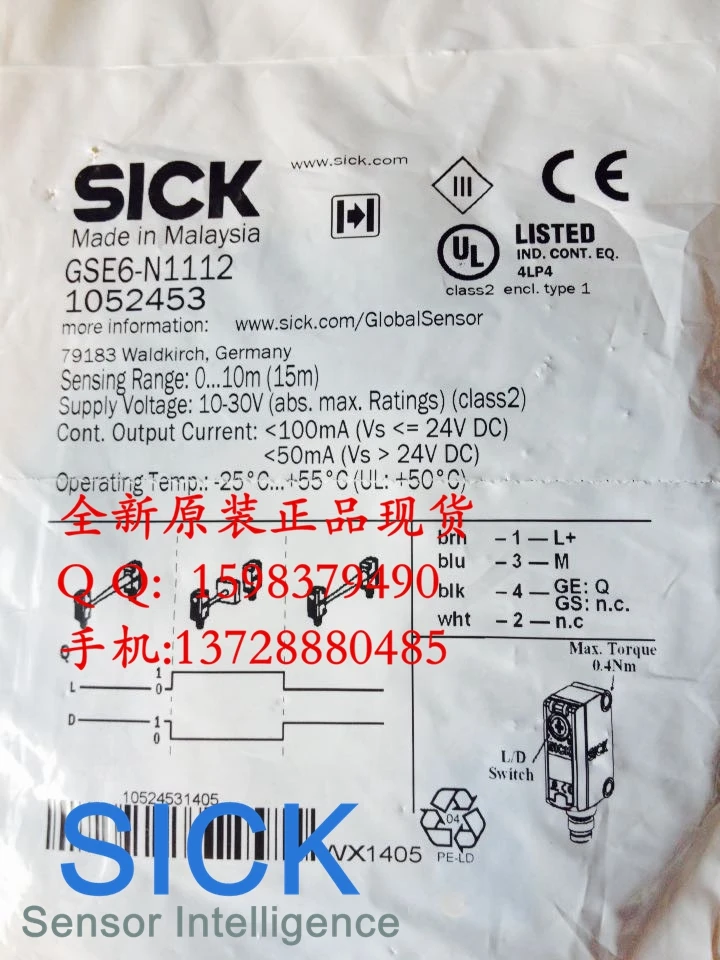 SICK
www.sick.com
III
CE
Made in Malaysia
UL
LISTED
IND. CONT. EQ.
4LP4
class2 encl. type 1
GSE6-N1112
1052453
more information: www.sick.com/GlobalSensor
79183 Waldkirch, Germany
Sensing Range: 0...10m (15m)
Supply Voltage: 10-30V (abs. max. Ratings) (class2)
Cont. Output Current: <100mA (Vs <= 24V DC)
<50mA (Vs > 24V DC)
Operating Temp.: -25°C...+55°C (UL: +50°C)
全新原装正品现货
QQ: 1598379490
手机:13728880485
brn - 1 — L+
blu - 3 — M
blk - 4 — GE: Q
GS: n.c.
wht - 2 — n.c
Q
L 1
0
D 1
0
Max. Torque
0.4Nm
L/D
Switch
SICK
SICK
10524531405
WX1405
04
PE-LD
SICK
Sensor Intelligence